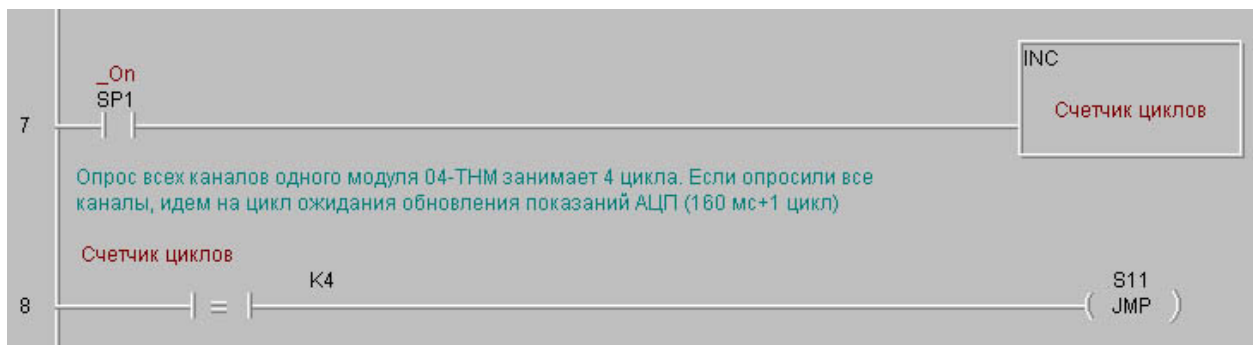 _On
SP1
INC
Счетчик циклов
7
Опрос всех каналов одного модуля 04-THM занимает 4 цикла. Если опросили все
каналы, идем на цикл ожидания обновления показаний АЦП (160 мс+1 цикл)
Счетчик циклов
K4
S11
8
=
JMP